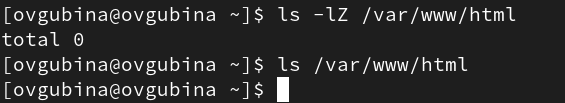 [ovgubina@ovgubina ~]$ ls -lZ /var/www/html
total 0
[ovgubina@ovgubina ~]$ ls /var/www/html
[ovgubina@ovgubina ~]$